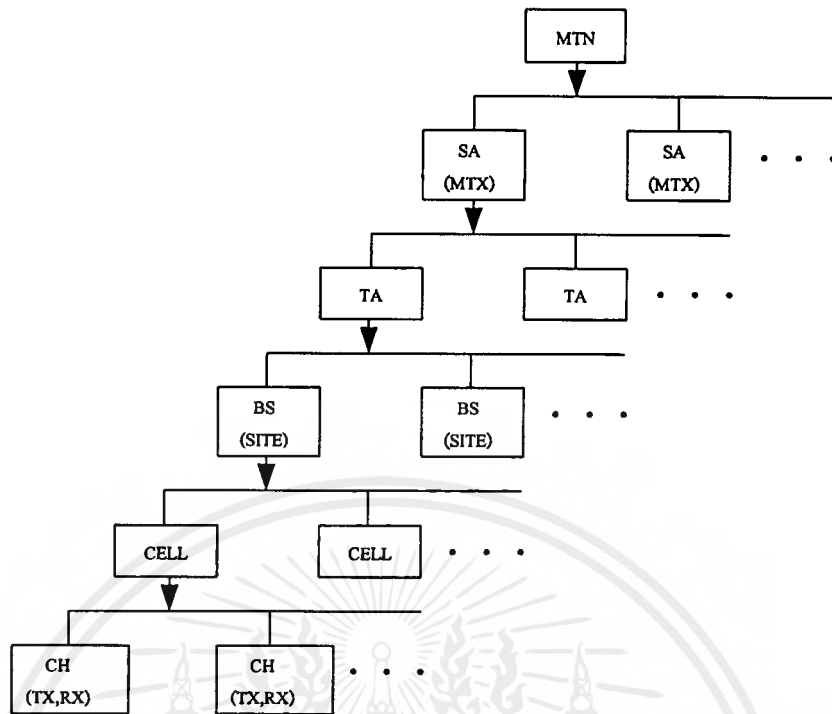 MTN
SA
(MTX)
SA
(MTX)
TA
TA
BS
(SITE)
BS
(SITE)
CELL
CELL
CH
(TX,RX)
CH
(TX,RX)